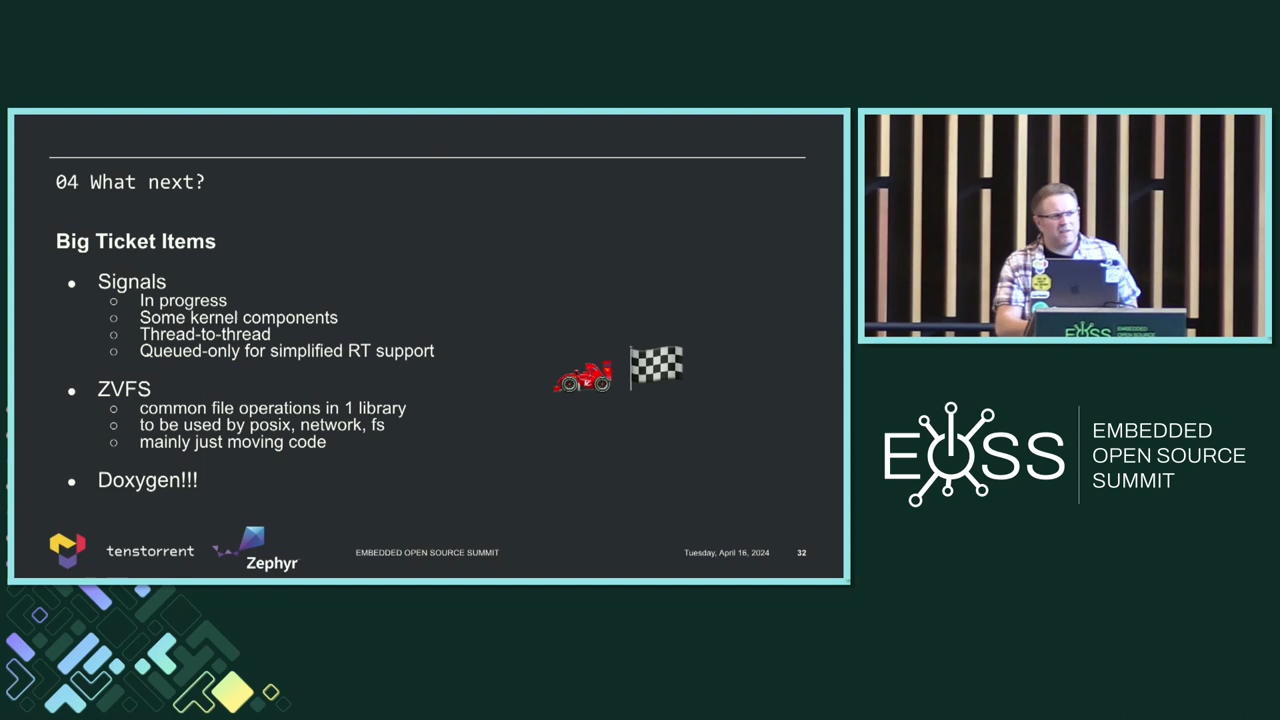 04 What next?
Big Ticket Items
● Signals
○ In progress
○ Some kernel components
○ Thread-to-thread
○ Queued-only for simplified RT support
● ZVFS
○ common file operations in 1 library
○ to be used by posix, network, fs
○ mainly just moving code
● Doxygen!!!
tenstorrent
Zephyr
EMBEDDED OPEN SOURCE SUMMIT
Tuesday, April 16, 2024
32
EOSS
EOSS
EMBEDDED
OPEN SOURCE
SUMMIT